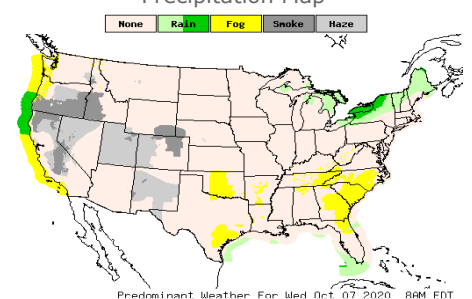 Precipitation Map
None Rain Fog Smoke Haze
Predominant Weather For Wed Oct 07 2020 8AM EDT